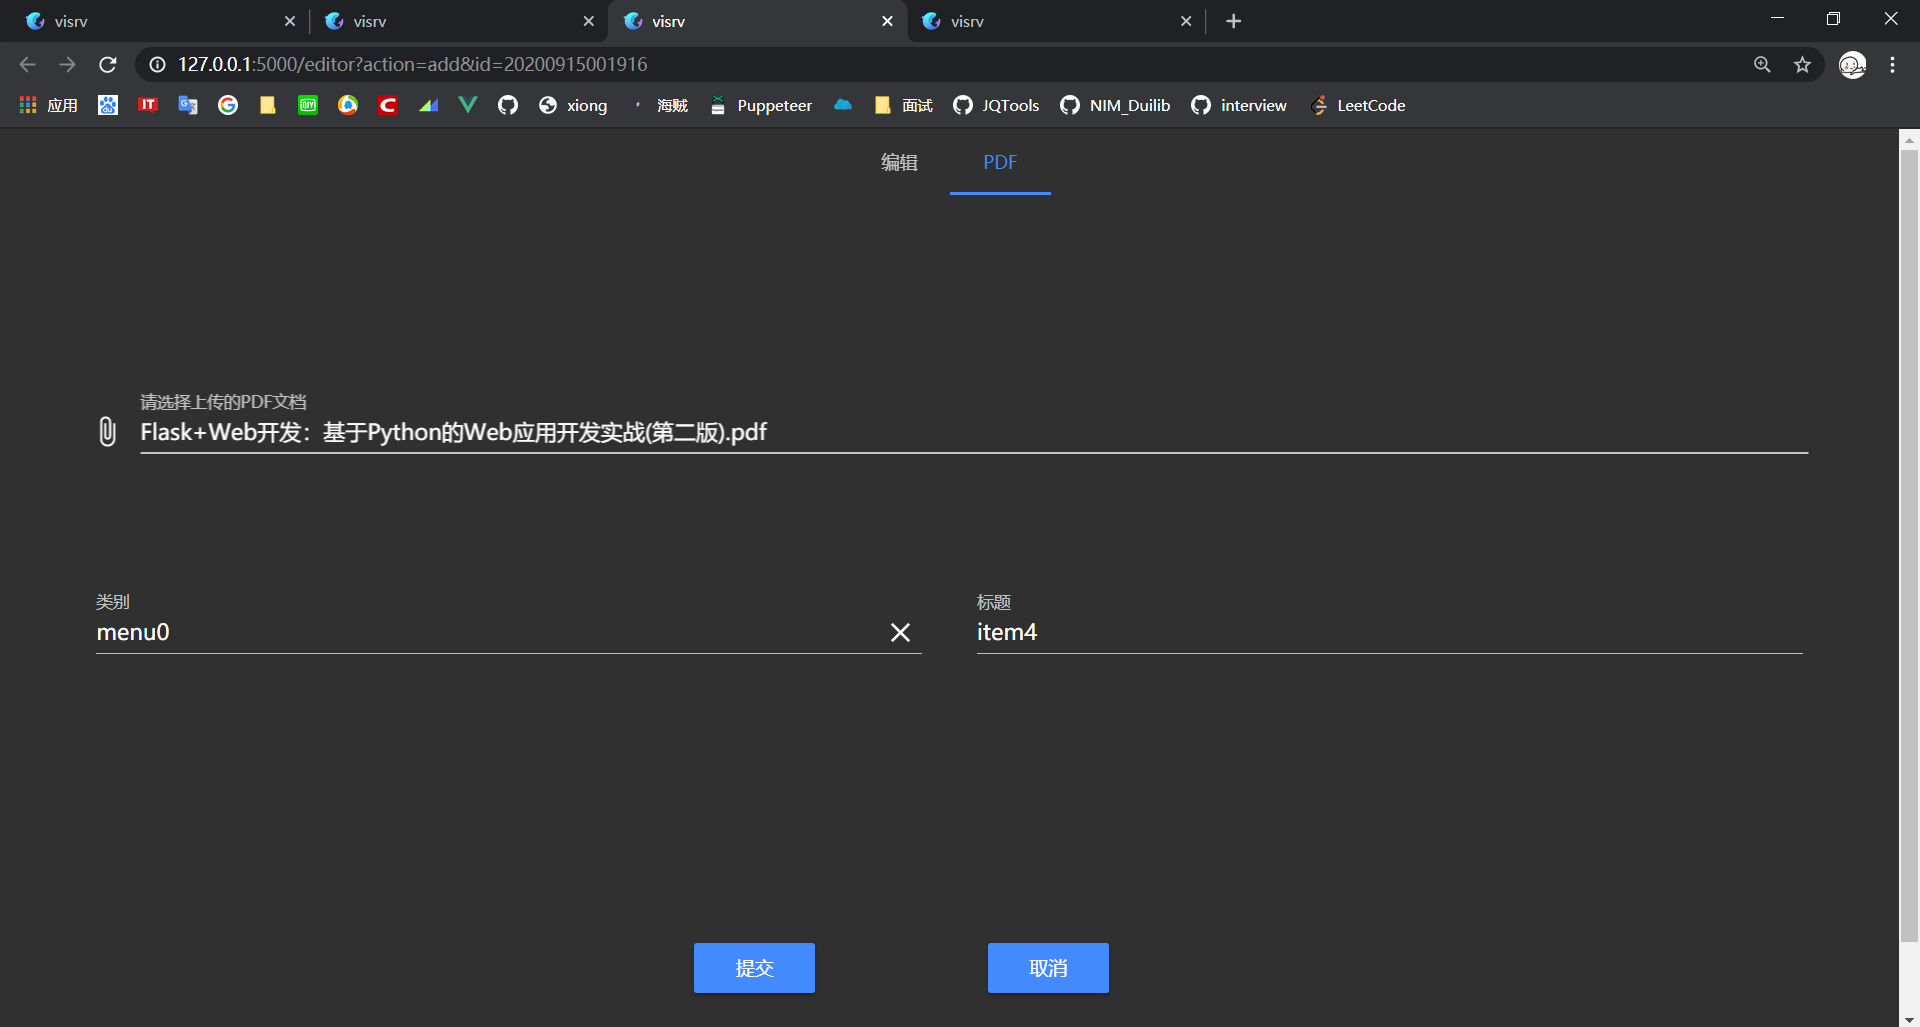 visrv
visrv
visrv
visrv
127.0.0.1:5000/editor?action=add&id=20200915001916
应用
IT
DIY
xiong
海贼
Puppeteer
面试
JQTools
NIM_Duilib
interview
LeetCode
编辑
PDF
请选择上传的PDF文档
Flask+Web开发：基于Python的Web应用开发实战(第二版).pdf
类别
menu0
标题
item4
提交
取消